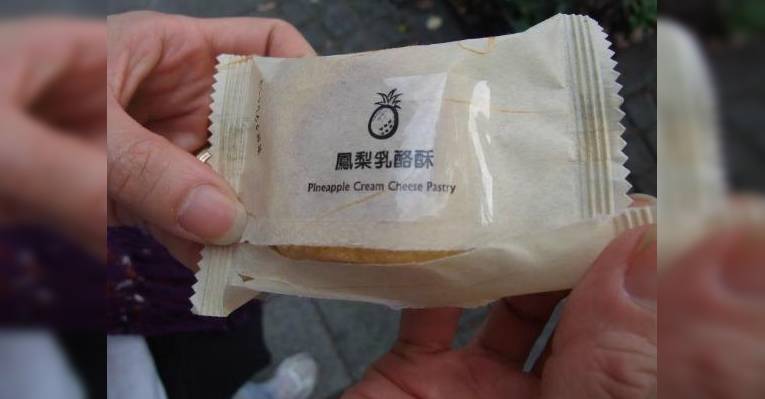 鳳梨乳酪酥
Pineapple Cream Cheese Pastry